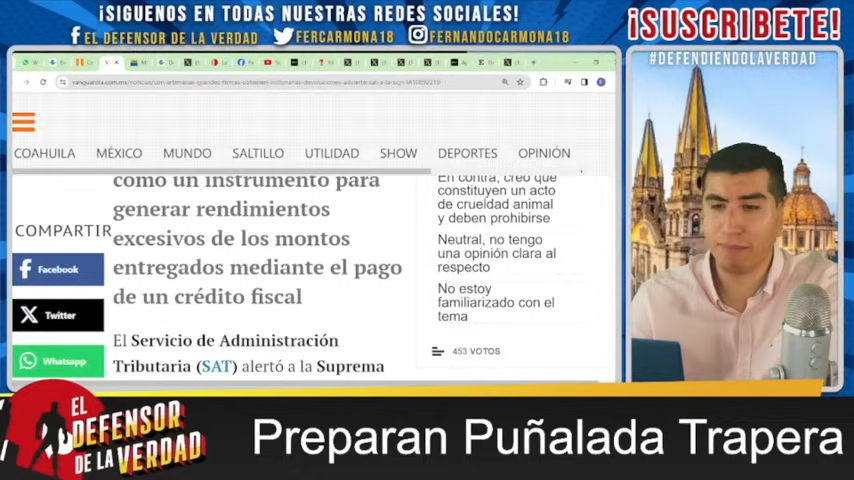 ¡SIGUENOS EN TODAS NUESTRAS REDES SOCIALES!
EL DEFENSOR DE LA VERDAD
FERCARMONA18
FERNANDOCARMONA18
¡SUSCRIBETE!
#DEFENDIENDOLAVERDAD
COAHUILA MÉXICO MUNDO SALTILLO UTILIDAD SHOW DEPORTES OPINIÓN
COMPARTIR
Facebook
Twitter
Whatsapp
como un instrumento para
generar rendimientos
excesivos de los montos
entregados mediante el pago
de un crédito fiscal
El Servicio de Administración
Tributaria (SAT) alertó a la Suprema
En contra, creo que
constituyen un acto
de crueldad animal
y deben prohibirse
Neutral, no tengo
una opinión clara al
respecto
No estoy
familiarizado con el
tema
453 VOTOS
EL
DEFENSOR
DE LA VERDAD
Preparan Puñalada Trapera